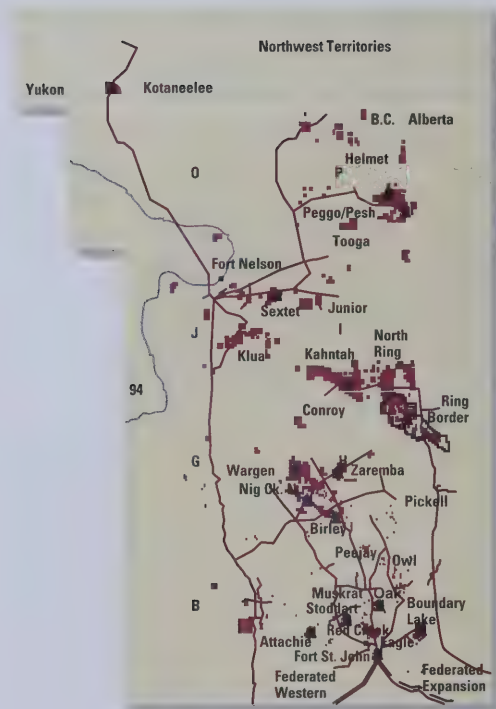 Northwest Territories
Yukon
Kotaneelee
B.C. Alberta
Helmet
O
P
Peggo/Pesh
Tooga
Fort Nelson
Sextet
Junior
J
I
North
Ring
Klua
Kahntah
94
Conroy
Ring
Border
G
H
Wargen
Zaremba
Nig Ck. N.
Pickell
Birley
Peejay
Owl
Muskrat
Oak
B
Stoddart
Boundary
Lake
Red Creek
Attachie
Eagle
Fort St. John
Federated
Western
Federated
Expansion